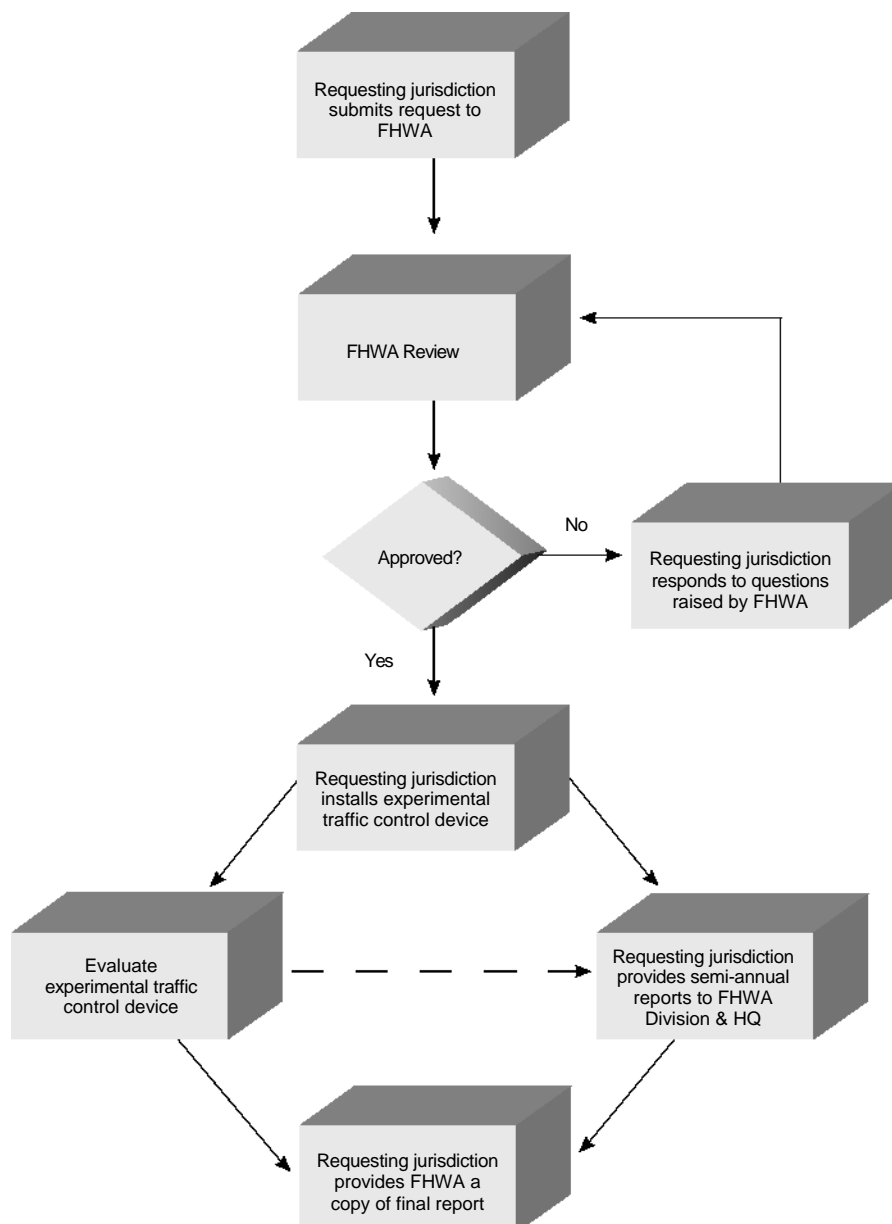 Requesting jurisdiction
submits request to
FHWA
FHWA Review
Approved?
No
Requesting jurisdiction
responds to questions
raised by FHWA
Yes
Requesting jurisdiction
installs experimental
traffic control device
Evaluate
experimental traffic
control device
Requesting jurisdiction
provides semi-annual
reports to FHWA
Division & HQ
Requesting jurisdiction
provides FHWA a
copy of final report